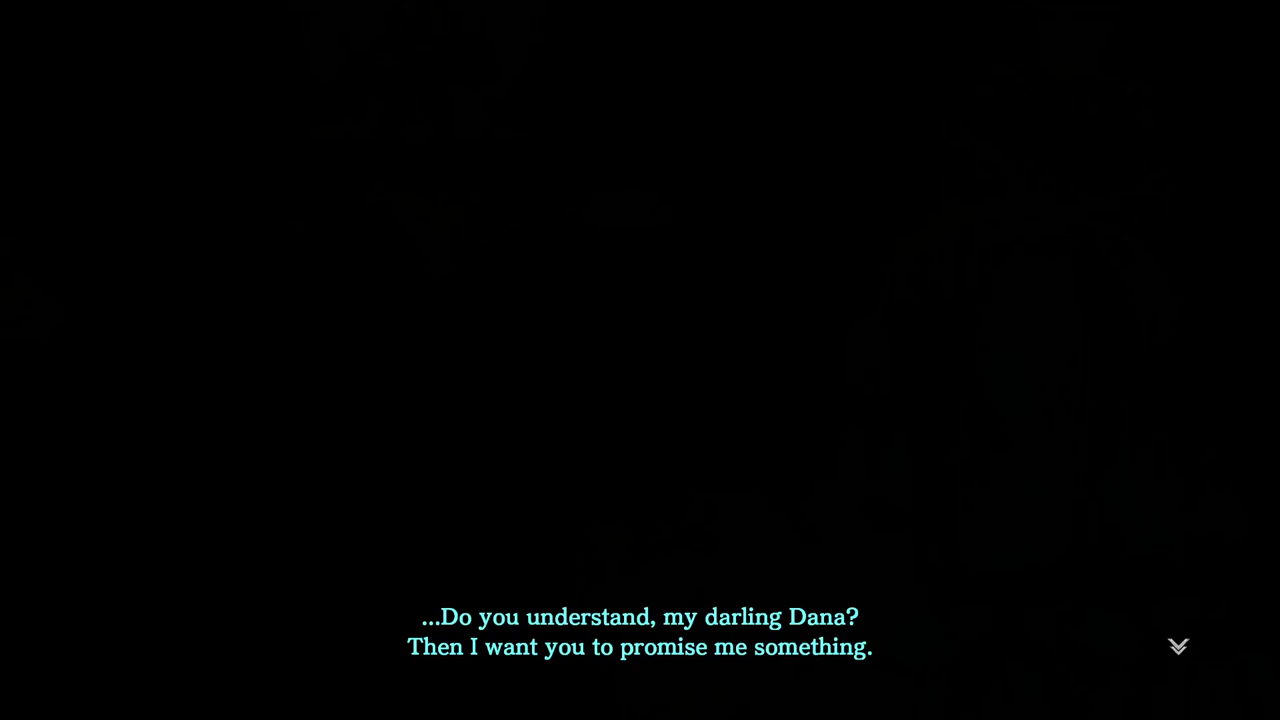 ...Do you understand, my darling Dana?
Then I want you to promise me something.